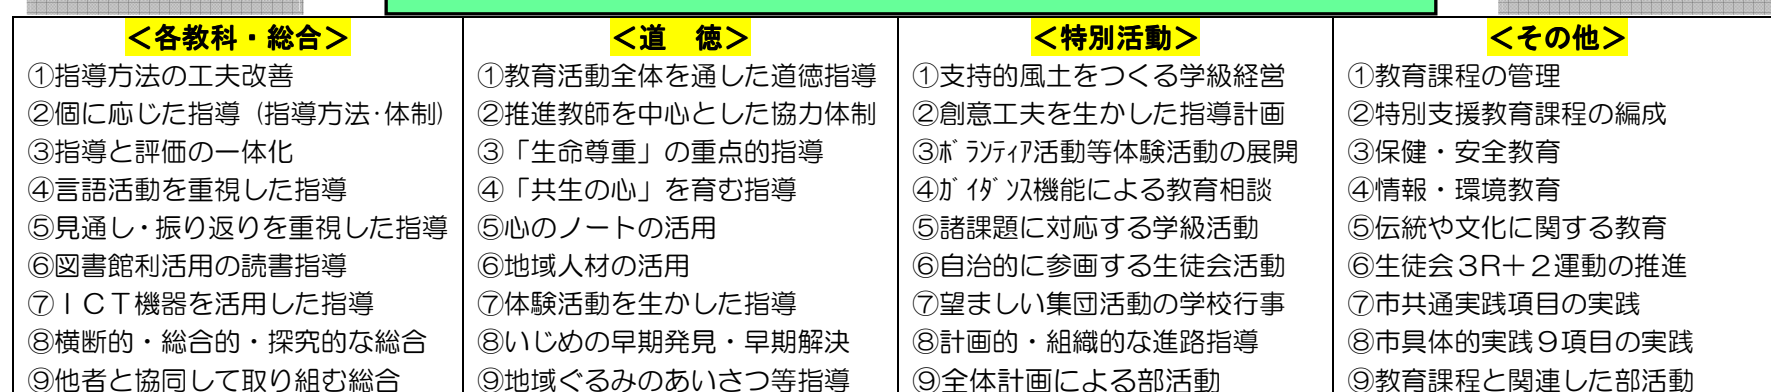 <各教科・総合>
①指導方法の工夫改善
②個に応じた指導（指導方法･体制）
③指導と評価の一体化
④言語活動を重視した指導
⑤見通し･振り返りを重視した指導
⑥図書館利活用の読書指導
⑦ＩＣＴ機器を活用した指導
⑧横断的・総合的・探究的な総合
⑨他者と協同して取り組む総合
<道　徳>
①教育活動全体を通した道徳指導
②推進教師を中心とした協力体制
③「生命尊重」の重点的指導
④「共生の心」を育む指導
⑤心のノートの活用
⑥地域人材の活用
⑦体験活動を生かした指導
⑧いじめの早期発見・早期解決
⑨地域ぐるみのあいさつ等指導
<特別活動>
①支持的風土をつくる学級経営
②創意工夫を生かした指導計画
③ﾎﾞﾗﾝﾃｨｱ活動等体験活動の展開
④ｶﾞｲﾀﾞﾝｽ機能による教育相談
⑤諸課題に対応する学級活動
⑥自治的に参画する生徒会活動
⑦望ましい集団活動の学校行事
⑧計画的・組織的な進路指導
⑨全体計画による部活動
<その他>
①教育課程の管理
②特別支援教育課程の編成
③保健・安全教育
④情報・環境教育
⑤伝統や文化に関する教育
⑥生徒会３Ｒ＋２運動の推進
⑦市共通実践項目の実践
⑧市具体的実践９項目の実践
⑨教育課程と関連した部活動